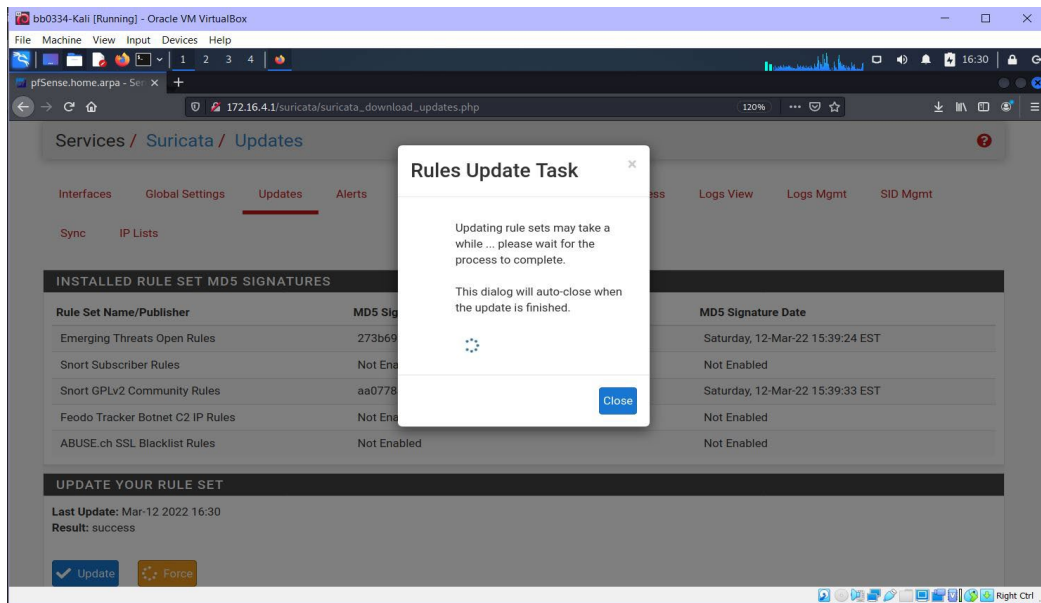 bb0334-Kali [Running] - Oracle VM VirtualBox
File Machine View Input Devices Help
1 2 3 4
16:30
pfSense.home.arpa - Ser
172.16.4.1/suricata/suricata_download_updates.php
120%
Services / Suricata / Updates
Interfaces Global Settings Updates Alerts ess Logs View Logs Mgmt SID Mgmt
Sync IP Lists
Rules Update Task
Updating rule sets may take a
while ... please wait for the
process to complete.
This dialog will auto-close when
the update is finished.
Close
INSTALLED RULE SET MD5 SIGNATURES
Rule Set Name/Publisher MD5 Sig MD5 Signature Date
Emerging Threats Open Rules 273b69 Saturday, 12-Mar-22 15:39:24 EST
Snort Subscriber Rules Not Ena Not Enabled
Snort GPLv2 Community Rules aa0778 Saturday, 12-Mar-22 15:39:33 EST
Feodo Tracker Botnet C2 IP Rules Not Ena Not Enabled
ABUSE.ch SSL Blacklist Rules Not Enabled Not Enabled
UPDATE YOUR RULE SET
Last Update: Mar-12 2022 16:30
Result: success
Update Force
Right Ctrl